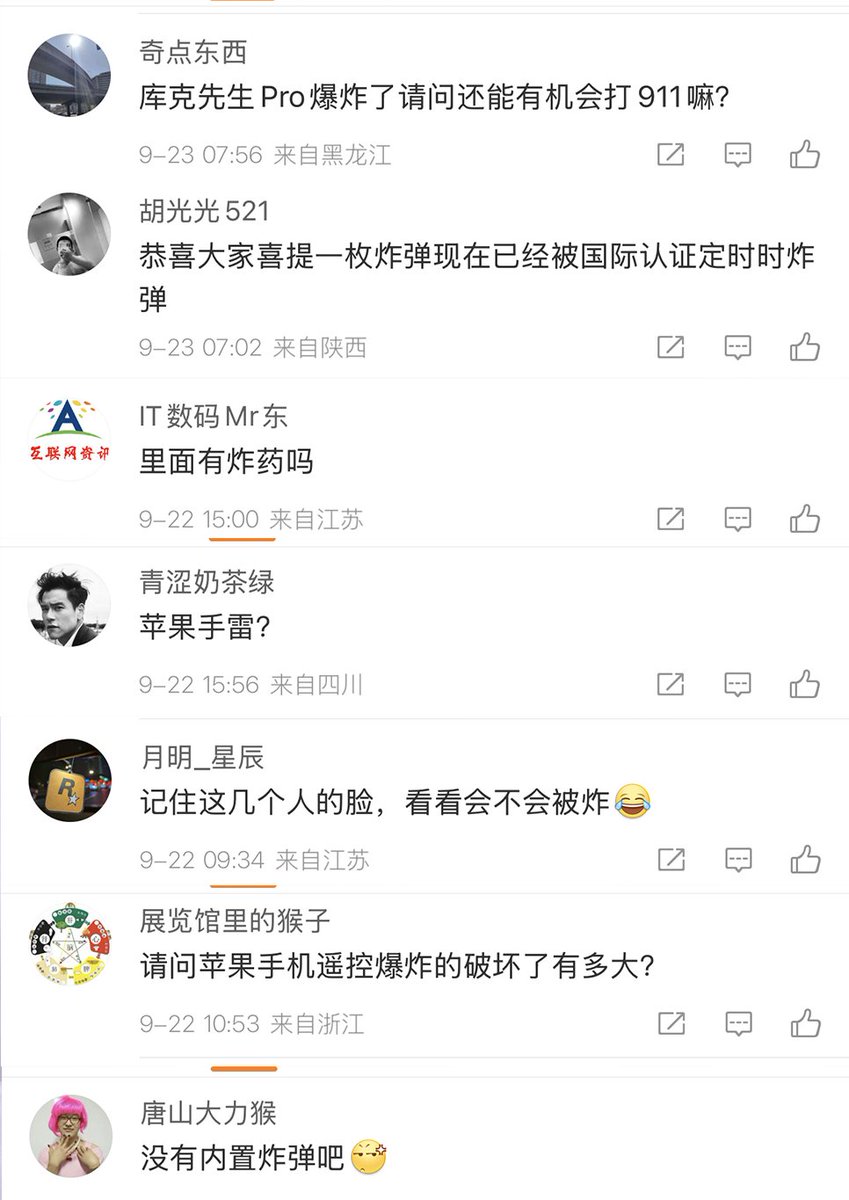 奇点东西
库克先生Pro爆炸了请问还能有机会打911嘛?
9-23 07:56 来自黑龙江
胡光光521
恭喜大家喜提一枚炸弹现在已经被国际认证定时时炸
弹
9-23 07:02 来自陕西
A
互联网资讯
IT数码Mr东
里面有炸药吗
9-22 15:00 来自江苏
青涩奶茶绿
苹果手雷?
9-22 15:56 来自四川
R
月明_星辰
记住这几个人的脸，看看会不会被炸😂
9-22 09:34 来自江苏
展览馆里的猴子
请问苹果手机遥控爆炸的破坏了有多大?
9-22 10:53 来自浙江
唐山大力猴
没有内置炸弹吧